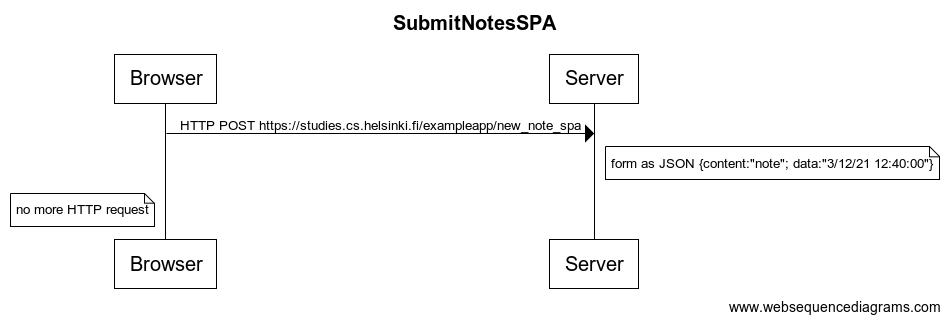 SubmitNotesSPA
Browser
Server
HTTP POST https://studies.cs.helsinki.fi/exampleapp/new_note_spa
form as JSON {content:"note"; data:"3/12/21 12:40:00"}
no more HTTP request
Browser
Server
www.websequencediagrams.com